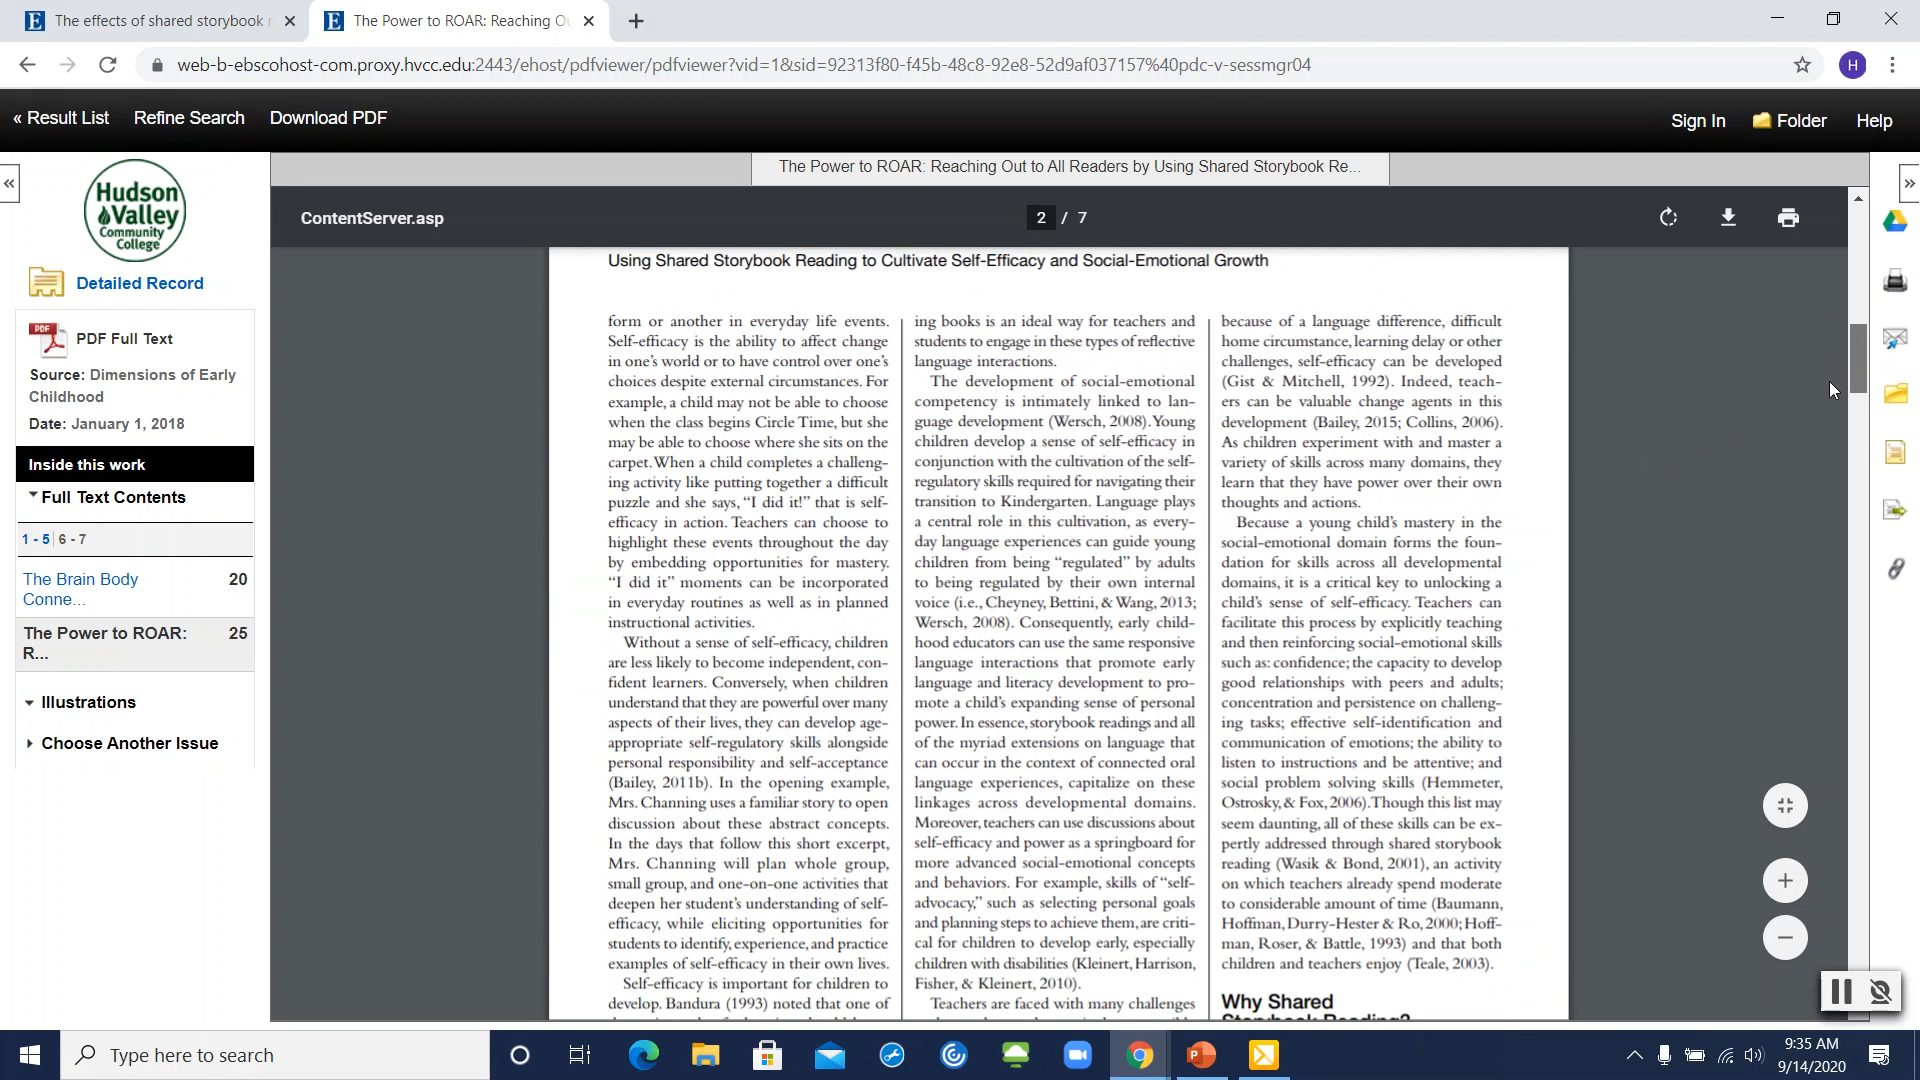 The effects of shared storybook r
The Power to ROAR: Reaching Ou
web-b-ebscohost-com.proxy.hvcc.edu:2443/ehost/pdfviewer/pdfviewer?vid=1&sid=92313f80-f45b-48c8-92e8-52d9af037157%40pdc-v-sessmgr04
H
« Result List Refine Search Download PDF
Sign In Folder Help
Hudson
Valley
Community
College
Detailed Record
PDF
PDF Full Text
Source: Dimensions of Early
Childhood
Date: January 1, 2018
Inside this work
Full Text Contents
1 - 5 6 - 7
The Brain Body 20
Conne...
The Power to ROAR: 25
R...
Illustrations
Choose Another Issue
The Power to ROAR: Reaching Out to All Readers by Using Shared Storybook Re...
ContentServer.asp
2 / 7
Using Shared Storybook Reading to Cultivate Self-Efficacy and Social-Emotional Growth
form or another in everyday life events.
Self-efficacy is the ability to affect change
in one's world or to have control over one's
choices despite external circumstances. For
example, a child may not be able to choose
when the class begins Circle Time, but she
may be able to choose where she sits on the
carpet. When a child completes a challeng-
ing activity like putting together a difficult
puzzle and she says, "I did it!" that is self-
efficacy in action. Teachers can choose to
highlight these events throughout the day
by embedding opportunities for mastery.
"I did it" moments can be incorporated
in everyday routines as well as in planned
instructional activities.
Without a sense of self-efficacy, children
are less likely to become independent, con-
fident learners. Conversely, when children
understand that they are powerful over many
aspects of their lives, they can develop age-
appropriate self-regulatory skills alongside
personal responsibility and self-acceptance
(Bailey, 2011b). In the opening example,
Mrs. Channing uses a familiar story to open
discussion about these abstract concepts.
In the days that follow this short excerpt,
Mrs. Channing will plan whole group,
small group, and one-on-one activities that
deepen her student's understanding of self-
efficacy, while eliciting opportunities for
students to identify, experience, and practice
examples of self-efficacy in their own lives.
Self-efficacy is important for children to
develop. Bandura (1993) noted that one of
ing books is an ideal way for teachers and
students to engage in these types of reflective
language interactions.
The development of social-emotional
competency is intimately linked to lan-
guage development (Wersch, 2008). Young
children develop a sense of self-efficacy in
conjunction with the cultivation of the self-
regulatory skills required for navigating their
transition to Kindergarten. Language plays
a central role in this cultivation, as every-
day language experiences can guide young
children from being "regulated" by adults
to being regulated by their own internal
voice (i.e., Cheyney, Bettini, & Wang, 2013;
Wersch, 2008). Consequently, early child-
hood educators can use the same responsive
language interactions that promote early
language and literacy development to pro-
mote a child's expanding sense of personal
power. In essence, storybook readings and all
of the myriad extensions on language that
can occur in the context of connected oral
language experiences, capitalize on these
linkages across developmental domains.
Moreover, teachers can use discussions about
self-efficacy and power as a springboard for
more advanced social-emotional concepts
and behaviors. For example, skills of "self-
advocacy," such as selecting personal goals
and planning steps to achieve them, are criti-
cal for children to develop early, especially
children with disabilities (Kleinert, Harrison,
Fisher, & Kleinert, 2010).
Teachers are faced with many challenges
because of a language difference, difficult
home circumstance, learning delay or other
challenges, self-efficacy can be developed
(Gist & Mitchell, 1992). Indeed, teach-
ers can be valuable change agents in this
development (Bailey, 2015; Collins, 2006).
As children experiment with and master a
variety of skills across many domains, they
learn that they have power over their own
thoughts and actions.
Because a young child's mastery in the
social-emotional domain forms the foun-
dation for skills across all developmental
domains, it is a critical key to unlocking a
child's sense of self-efficacy. Teachers can
facilitate this process by explicitly teaching
and then reinforcing social-emotional skills
such as: confidence; the capacity to develop
good relationships with peers and adults;
concentration and persistence on challeng-
ing tasks; effective self-identification and
communication of emotions; the ability to
listen to instructions and be attentive; and
social problem solving skills (Hemmeter,
Ostrosky, & Fox, 2006). Though this list may
seem daunting, all of these skills can be ex-
pertly addressed through shared storybook
reading (Wasik & Bond, 2001), an activity
on which teachers already spend moderate
to considerable amount of time (Baumann,
Hoffman, Durry-Hester & Ro, 2000; Hoff-
man, Roser, & Battle, 1993) and that both
children and teachers enjoy (Teale, 2003).
Why Shared
Storybook Reading?
Type here to search
9:35 AM
9/14/2020